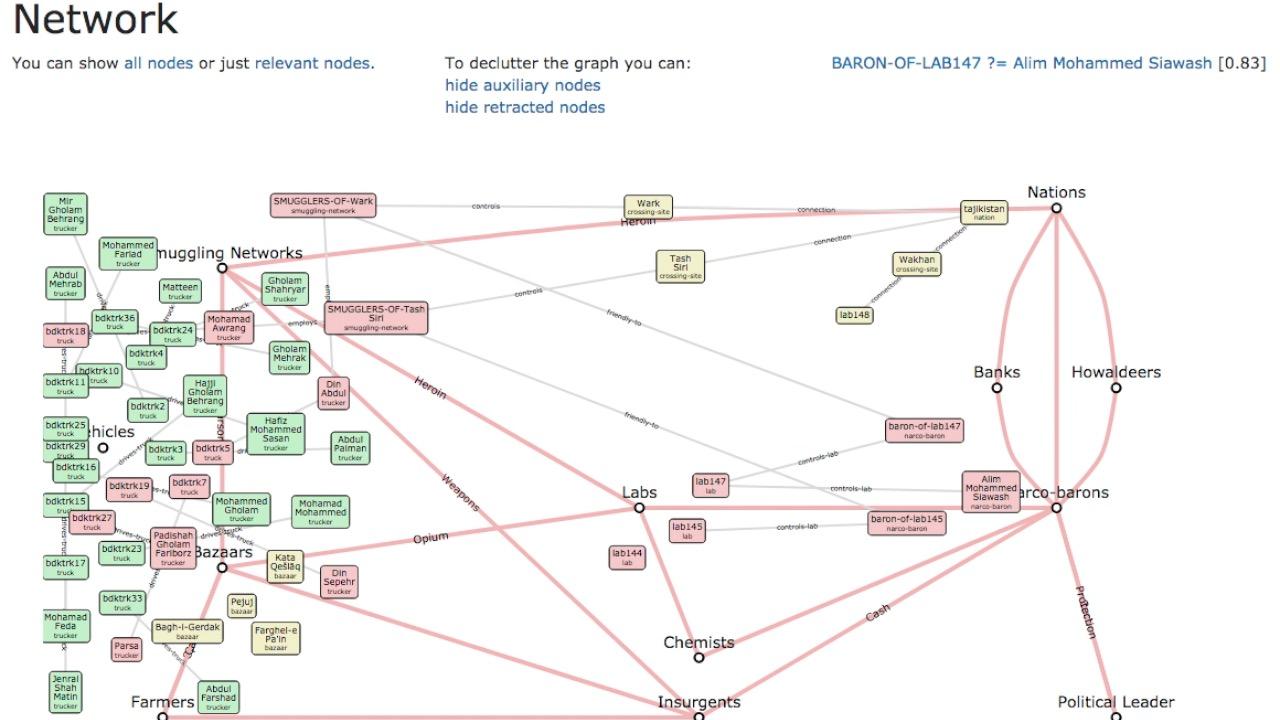 Network
You can show all nodes or just relevant nodes.
To declutter the graph you can:
hide auxiliary nodes
hide retracted nodes
BARON-OF-LAB147 ?= Alim Mohammed Siawash [0.83]
Nations
Mir
Gholam
Behrang
trucker
SMUGGLERS-OF-Wark
smuggling-network
controls
Wark
crossing-site
connection
tajikistan
nation
Heroin
Mohammed
Farlad
trucker
muggling Networks
connection
Tash
Siri
crossing-site
connection
Wakhan
crossing-site
Abdul
Mehrab
trucker
Matteen
trucker
Gholam
Shahryar
trucker
controls
connection
lab148
SMUGGLERS-OF-Tash
Siri
smuggling-network
friendly-to
bdktrk36
truck
bdktrk18
truck
bdktrk24
truck
Mohamad
Awrang
trucker
employs
bdktrk4
truck
Gholam
Mehrak
trucker
bdktrk10
truck
bdktrk11
truck
Banks
Howaldeers
Heroin
Hajji
Gholam
Behrang
trucker
Din
Abdul
trucker
bdktrk2
truck
friendly-to
bdktrk25
truck
hicles
Hafiz
Mohammed
Sasan
trucker
baron-of-lab147
narco-baron
bdktrk29
truck
bdktrk3
truck
bdktrk5
truck
Abdul
Paiman
trucker
drives-truck
controls-lab
bdktrk16
truck
Weapons
lab147
lab
controls-lab
Alim
Mohammed
Siawash
narco-baron
arco-barons
bdktrk19
truck
bdktrk7
truck
Labs
bdktrk15
truck
Mohammed
Gholam
trucker
Mohamad
Mohammed
trucker
bdktrk27
truck
lab145
lab
controls-lab
baron-of-lab145
narco-baron
Padishah
Gholam
Fariborz
trucker
drives-truck
Opium
bdktrk23
truck
Bazaars
Kata
Qešlāq
bazaar
lab144
lab
bdktrk17
truck
Din
Sepehr
trucker
bdktrk33
truck
Pejuj
bazaar
Cash
Protection
Mohamad
Feda
trucker
Bagh-i-Gerdak
bazaar
Farghel-e
Pa'in
bazaar
Parsa
trucker
Chemists
Jenral
Shah
Matin
trucker
Abdul
Farshad
trucker
Farmers
Insurgents
Political Leader